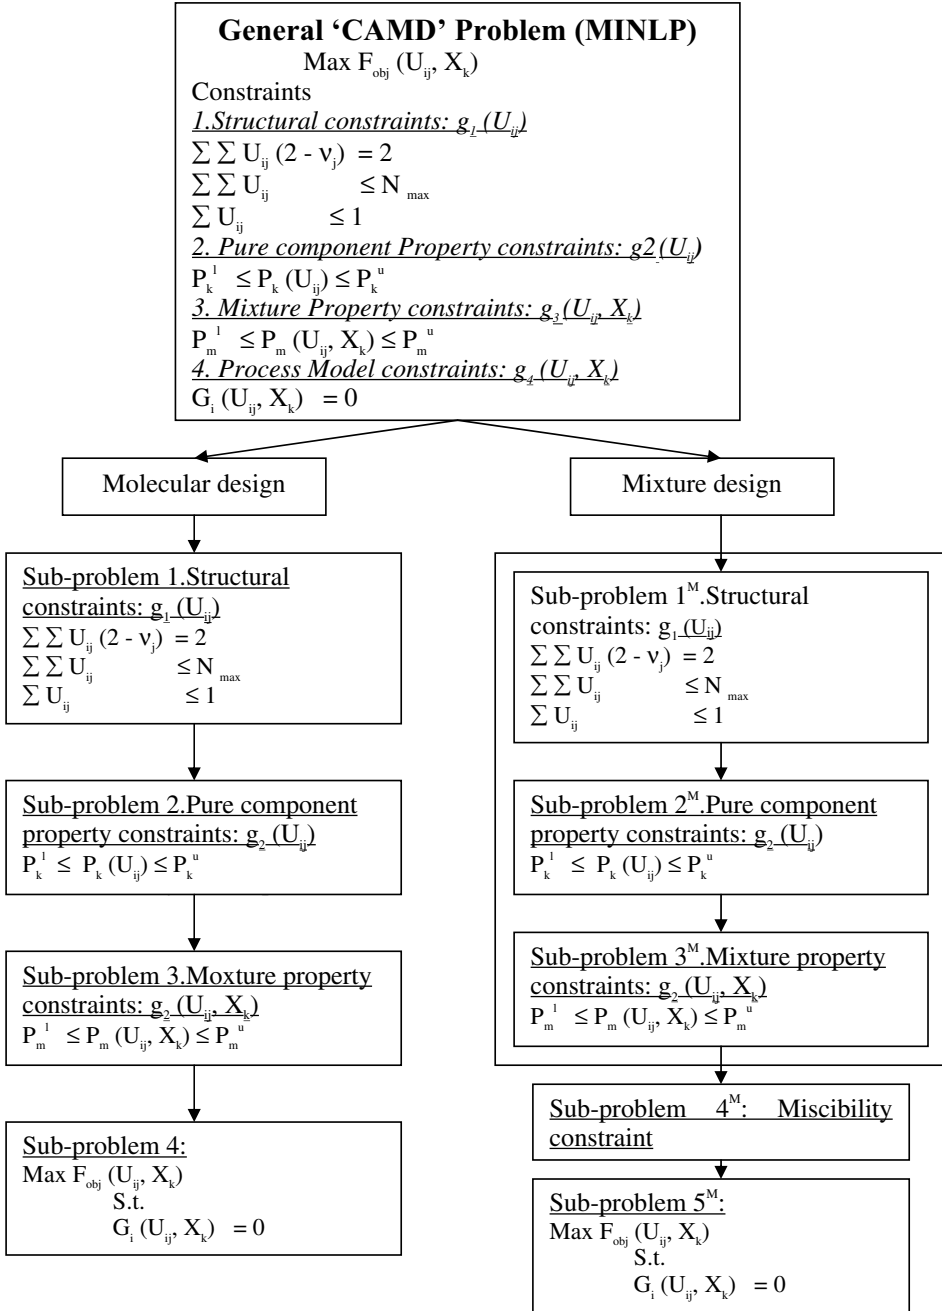 General ‘CAMD’ Problem (MINLP)
Max F_obj (U_ij, X_k)
Constraints
1.Structural constraints: g_1 (U_ij)
∑ ∑ U_ij (2 - ν_j) = 2
∑ ∑ U_ij ≤ N_max
∑ U_ij ≤ 1
2. Pure component Property constraints: g2 (U_ij)
P_k^l ≤ P_k (U_ij) ≤ P_k^u
3. Mixture Property constraints: g_3 (U_ij, X_k)
P_m^l ≤ P_m (U_ij, X_k) ≤ P_m^u
4. Process Model constraints: g_4 (U_ij, X_k)
G_i (U_ij, X_k) = 0
Molecular design
Sub-problem 1.Structural
constraints: g_1 (U_ij)
∑ ∑ U_ij (2 - ν_j) = 2
∑ ∑ U_ij ≤ N_max
∑ U_ij ≤ 1
Sub-problem 2.Pure component
property constraints: g_2 (U_ij)
P_k^l ≤ P_k (U_ij) ≤ P_k^u
Sub-problem 3.Moxture property
constraints: g_2 (U_ij, X_k)
P_m^l ≤ P_m (U_ij, X_k) ≤ P_m^u
Sub-problem 4:
Max F_obj (U_ij, X_k)
S.t.
G_i (U_ij, X_k) = 0
Mixture design
Sub-problem 1^M.Structural
constraints: g_1 (U_ij)
∑ ∑ U_ij (2 - ν_j) = 2
∑ ∑ U_ij ≤ N_max
∑ U_ij ≤ 1
Sub-problem 2^M.Pure component
property constraints: g_2 (U_ij)
P_k^l ≤ P_k (U_ij) ≤ P_k^u
Sub-problem 3^M.Mixture property
constraints: g_2 (U_ij, X_k)
P_m^l ≤ P_m (U_ij, X_k) ≤ P_m^u
Sub-problem 4^M: Miscibility
constraint
Sub-problem 5^M:
Max F_obj (U_ij, X_k)
S.t.
G_i (U_ij, X_k) = 0